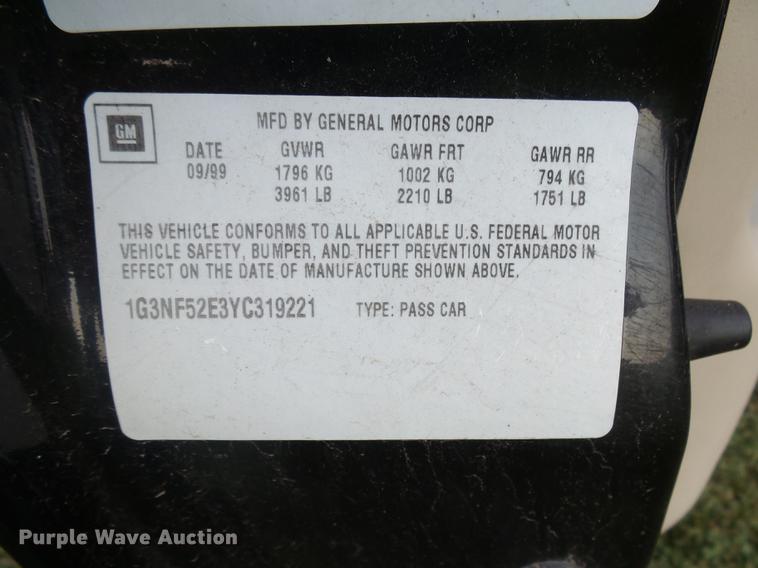 GM
MFD BY GENERAL MOTORS CORP
DATE GVWR GAWR FRT GAWR RR
09/99 1796 KG 1002 KG 794 KG
3961 LB 2210 LB 1751 LB
THIS VEHICLE CONFORMS TO ALL APPLICABLE U.S. FEDERAL MOTOR
VEHICLE SAFETY, BUMPER, AND THEFT PREVENTION STANDARDS IN
EFFECT ON THE DATE OF MANUFACTURE SHOWN ABOVE.
1G3NF52E3YC319221 TYPE: PASS CAR
Purple Wave Auction®